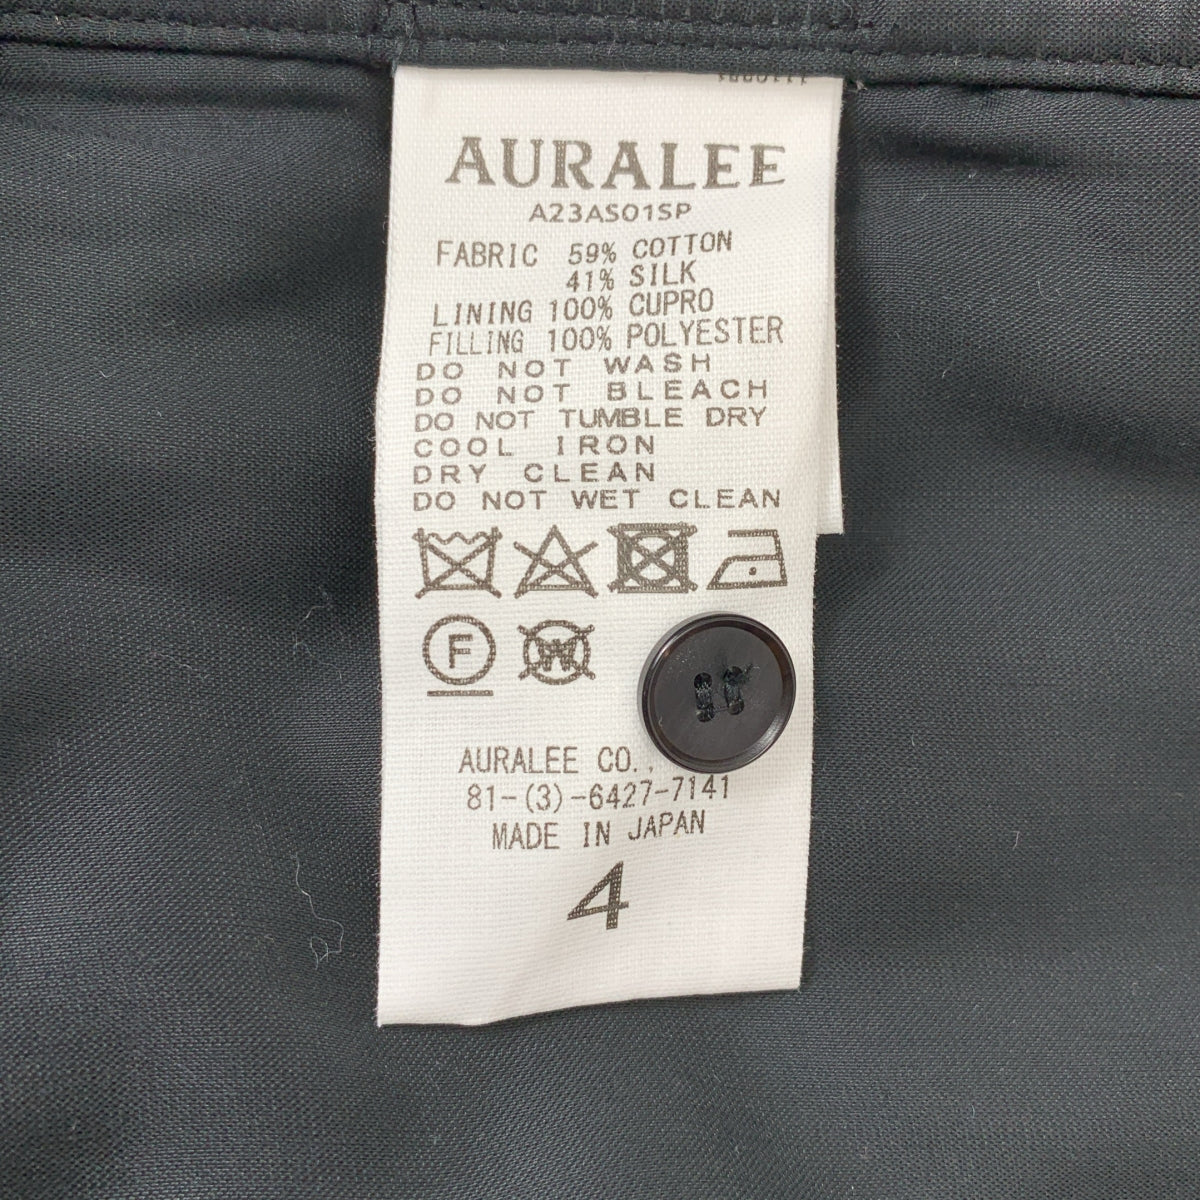 AURALEE
A23AS01SP
FABRIC 59% COTTON
41% SILK
LINING 100% CUPRO
FILLING 100% POLYESTER
DO NOT WASH
DO NOT BLEACH
DO NOT TUMBLE DRY
COOL IRON
DRY CLEAN
DO NOT WET CLEAN
F
W
AURALEE CO.,
81-(3)-6427-7141
MADE IN JAPAN
4